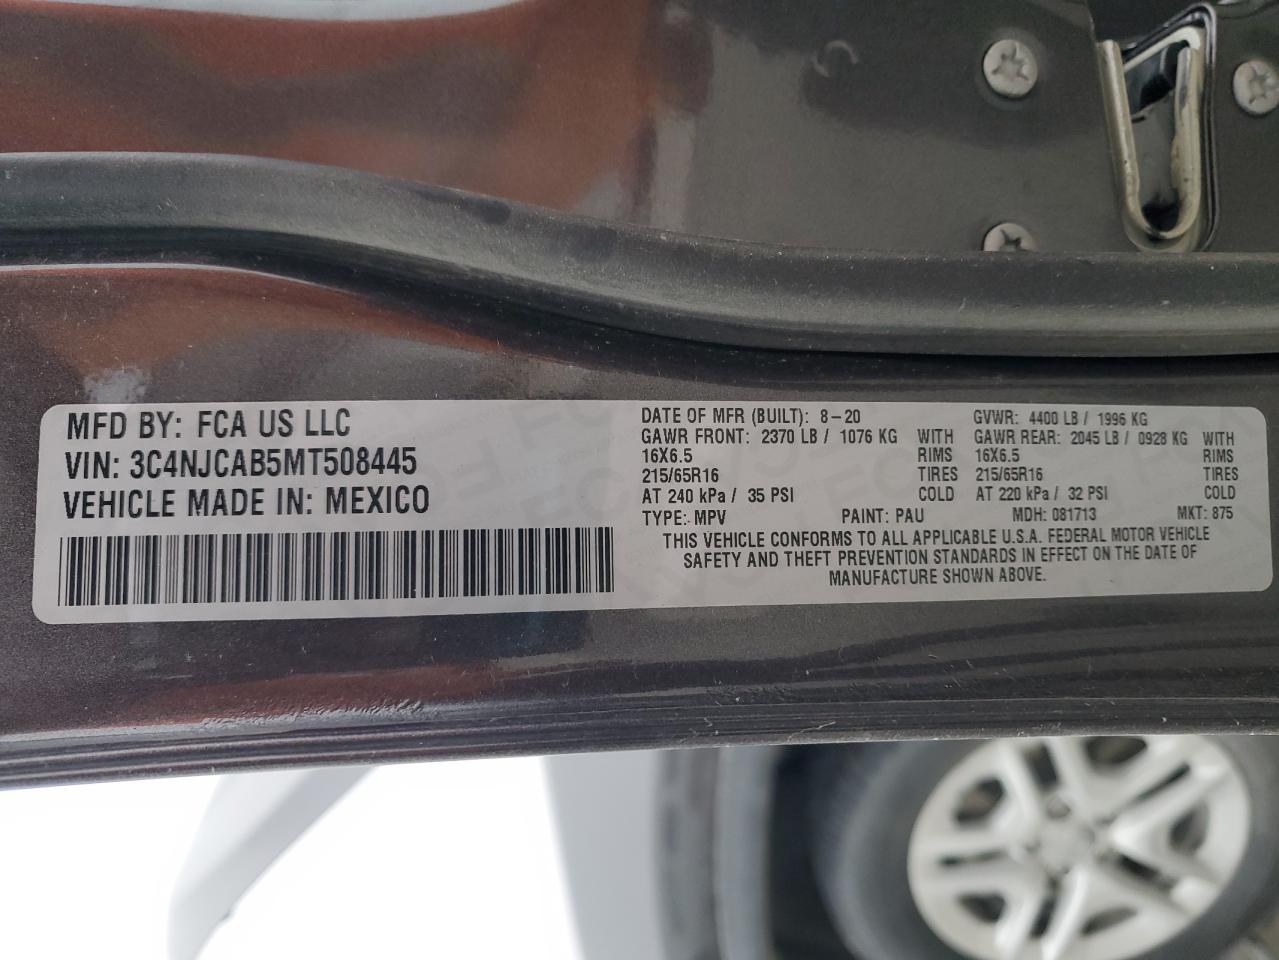 MFD BY: FCA US LLC
VIN: 3C4NJCAB5MT508445
VEHICLE MADE IN: MEXICO
DATE OF MFR (BUILT): 8-20 GVWR: 4400 LB / 1996 KG
GAWR FRONT: 2370 LB / 1076 KG WITH GAWR REAR: 2045 LB / 0928 KG WITH
16X6.5 RIMS 16X6.5 RIMS
215/65R16 TIRES 215/65R16 TIRES
AT 240 kPa / 35 PSI COLD AT 220 kPa / 32 PSI COLD
TYPE: MPV PAINT: PAU MDH: 081713 MKT: 875
THIS VEHICLE CONFORMS TO ALL APPLICABLE U.S.A. FEDERAL MOTOR VEHICLE
SAFETY AND THEFT PREVENTION STANDARDS IN EFFECT ON THE DATE OF
MANUFACTURE SHOWN ABOVE.